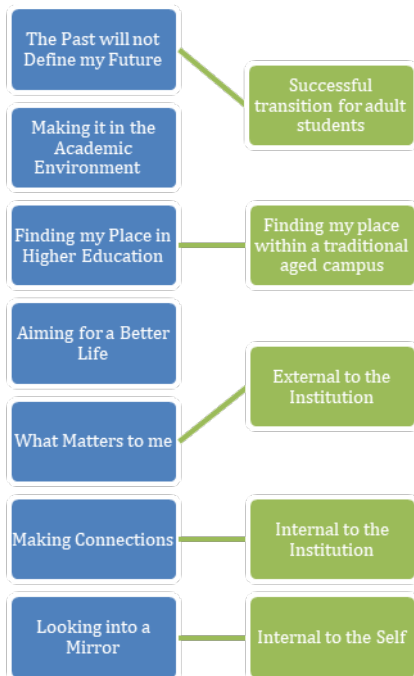 The Past will not
Define my Future
Successful
transition for adult
students
Making it in the
Academic
Environment
Finding my Place in
Higher Education
Finding my place
within a traditional
aged campus
Aiming for a Better
Life
External to the
Institution
What Matters to me
Making Connections
Internal to the
Institution
Looking into a
Mirror
Internal to the Self